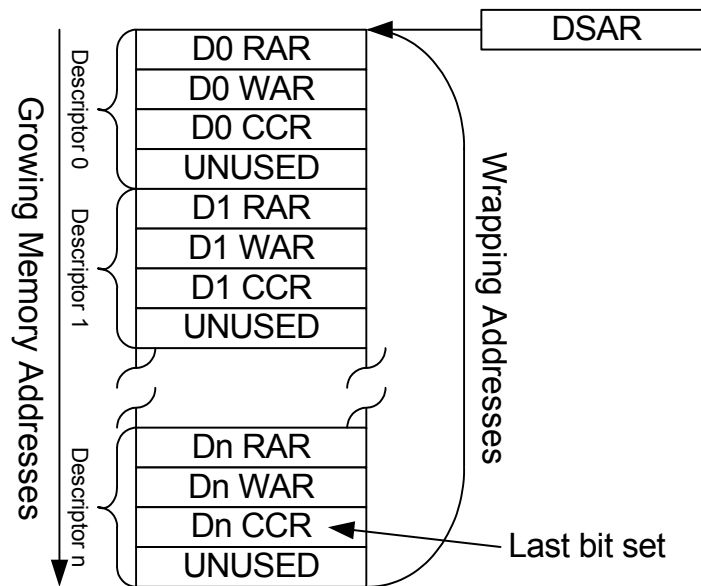 DSAR
D0 RAR
D0 WAR
D0 CCR
UNUSED
D1 RAR
D1 WAR
D1 CCR
UNUSED
Dn RAR
Dn WAR
Dn CCR
UNUSED
Descriptor 0
Descriptor 1
Descriptor n
Growing Memory Addresses
Wrapping Addresses
Last bit set